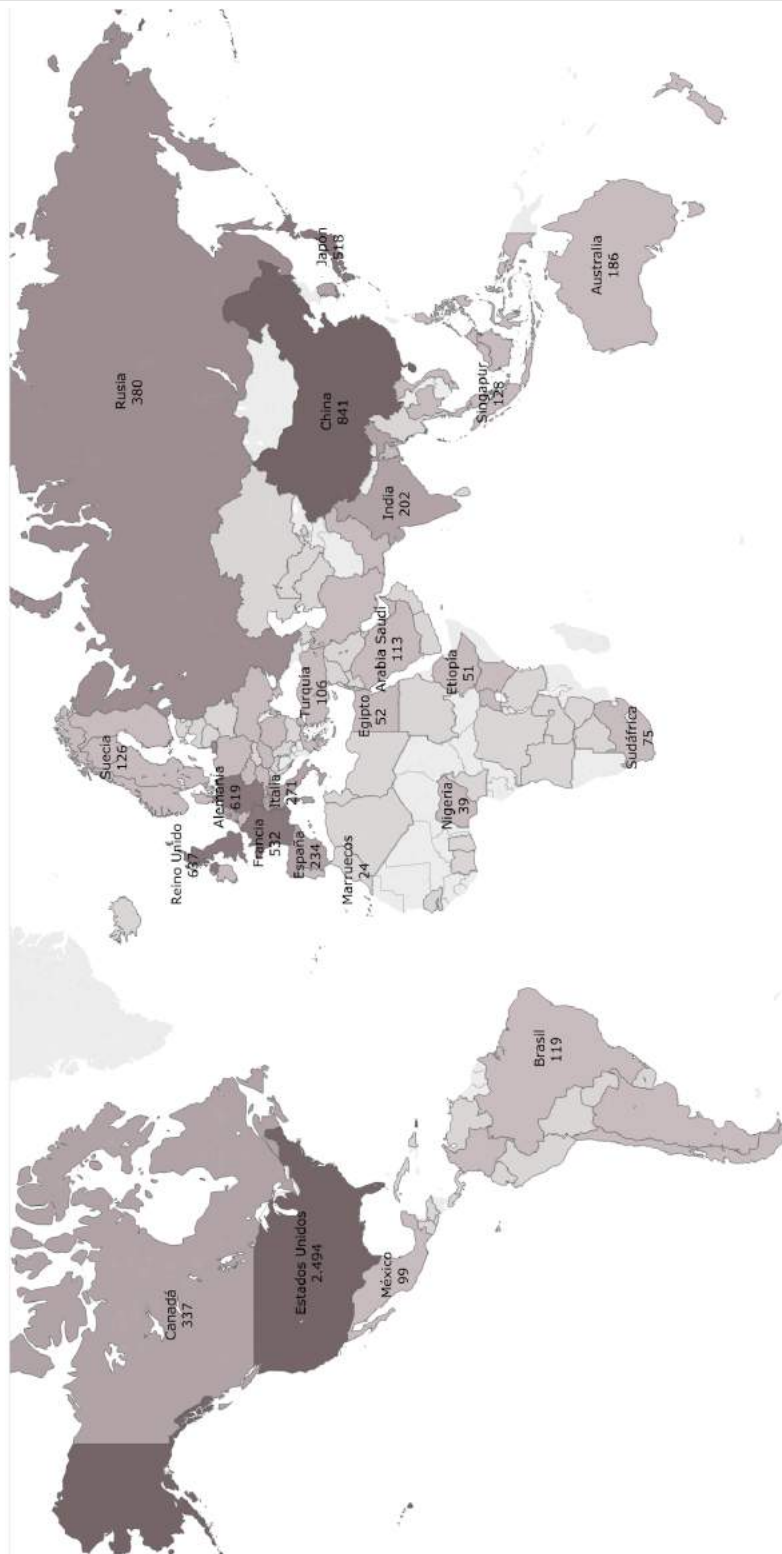 Canadá
337
Estados Unidos
2.494
México
99
Brasil
119
Reino Unido
637
Suecia
126
Alemania
619
Francia
532
Italia
271
España
234
Marruecos
24
Turquía
106
Egipto
52
Arabia Saudí
113
Etiopía
51
Nigeria
39
Sudáfrica
75
Rusia
380
China
841
India
202
Japón
518
Singapur
128
Australia
186